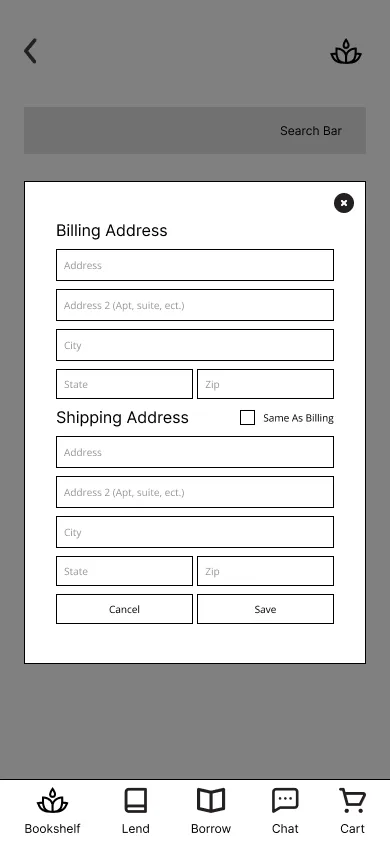 Search Bar
Billing Address
Address
Address 2 (Apt, suite, ect.)
City
State
Zip
Shipping Address
Same As Billing
Address
Address 2 (Apt, suite, ect.)
City
State
Zip
Cancel
Save
Bookshelf
Lend
Borrow
Chat
Cart